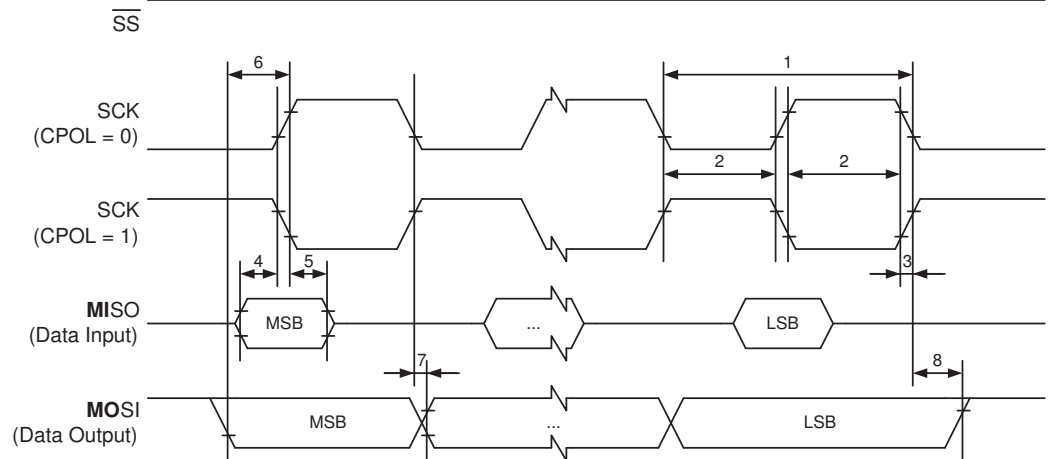 SS
6
1
SCK
(CPOL = 0)
2
2
SCK
(CPOL = 1)
4
5
3
MISO
(Data Input)
MSB
...
LSB
7
8
MOSI
(Data Output)
MSB
...
LSB